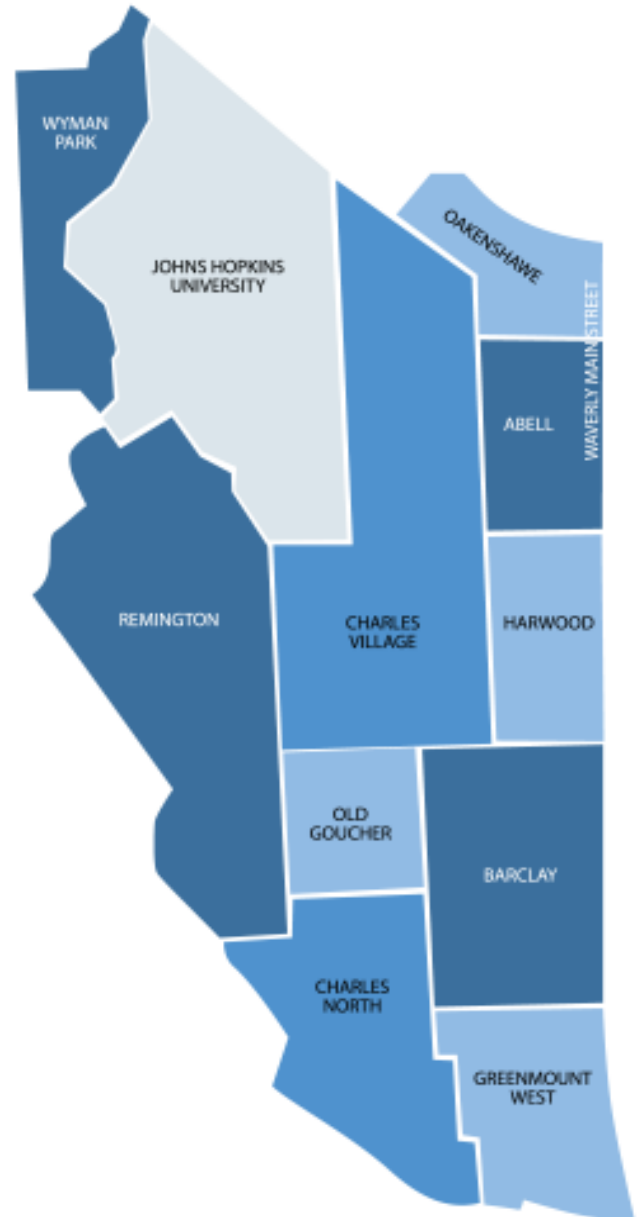 WYMAN
PARK
JOHNS HOPKINS
UNIVERSITY
OAKENSHAWE
WAVERLY MAIN STREET
ABELL
REMINGTON
CHARLES
VILLAGE
HARWOOD
OLD
GOUCHER
BARCLAY
CHARLES
NORTH
GREENMOUNT
WEST